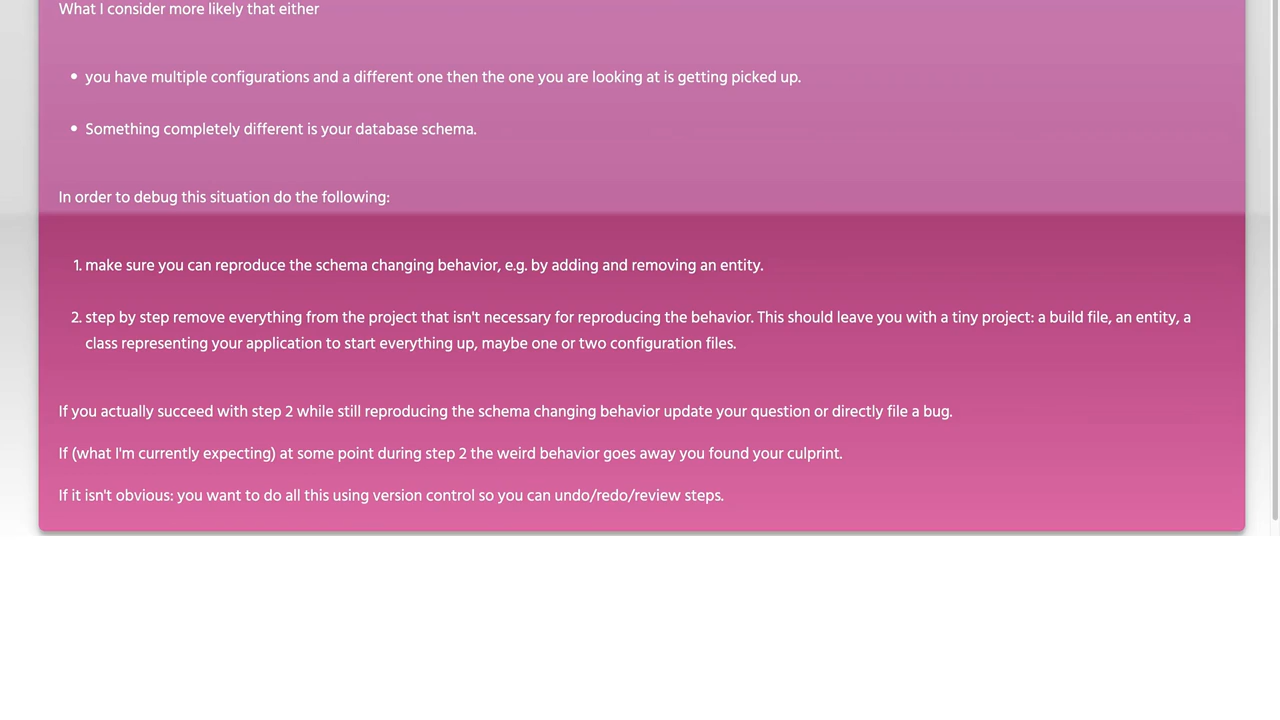 What I consider more likely that either
• you have multiple configurations and a different one then the one you are looking at is getting picked up.
• Something completely different is your database schema.
In order to debug this situation do the following:
1. make sure you can reproduce the schema changing behavior, e.g. by adding and removing an entity.
2. step by step remove everything from the project that isn't necessary for reproducing the behavior. This should leave you with a tiny project: a build file, an entity, a
class representing your application to start everything up, maybe one or two configuration files.
If you actually succeed with step 2 while still reproducing the schema changing behavior update your question or directly file a bug.
If (what I'm currently expecting) at some point during step 2 the weird behavior goes away you found your culprint.
If it isn't obvious: you want to do all this using version control so you can undo/redo/review steps.